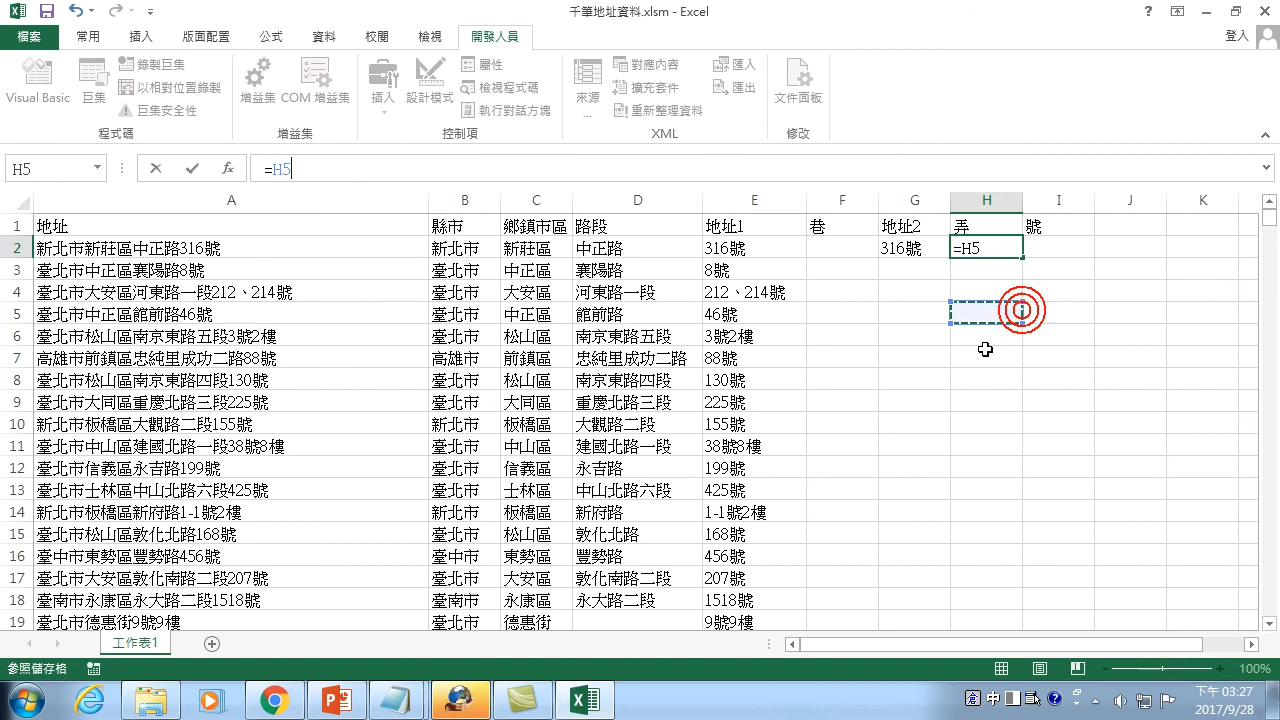 千筆地址資料.xlsm - Excel
檔案 常用 插入 版面配置 公式 資料 校閱 檢視 開發人員 登入
Visual Basic 巨集 錄製巨集 以相對位置錄製 巨集安全性 增益集 COM 增益集 插入 設計模式 屬性 檢視程式碼 執行對話方塊 來源 ... 對應內容 擴充套件 重新整理資料 匯入 匯出 文件面板
程式碼 增益集 控制項 XML 修改
H5 fx =H5
A B C D E F G H I J K
1 地址 縣市 鄉鎮市區 路段 地址1 巷 地址2 弄 號
2 新北市新莊區中正路316號 新北市 新莊區 中正路 316號 316號 =H5
3 臺北市中正區襄陽路8號 臺北市 中正區 襄陽路 8號
4 臺北市大安區河東路一段212、214號 臺北市 大安區 河東路一段 212、214號
5 臺北市中正區館前路46號 臺北市 中正區 館前路 46號
6 臺北市松山區南京東路五段3號2樓 臺北市 松山區 南京東路五段 3號2樓
7 高雄市前鎮區忠純里成功二路88號 高雄市 前鎮區 忠純里成功二路 88號
8 臺北市松山區南京東路四段130號 臺北市 松山區 南京東路四段 130號
9 臺北市大同區重慶北路三段225號 臺北市 大同區 重慶北路三段 225號
10 新北市板橋區大觀路二段155號 新北市 板橋區 大觀路二段 155號
11 臺北市中山區建國北路一段38號8樓 臺北市 中山區 建國北路一段 38號8樓
12 臺北市信義區永吉路199號 臺北市 信義區 永吉路 199號
13 臺北市士林區中山北路六段425號 臺北市 士林區 中山北路六段 425號
14 新北市板橋區新府路1-1號2樓 新北市 板橋區 新府路 1-1號2樓
15 臺北市松山區敦化北路168號 臺北市 松山區 敦化北路 168號
16 臺中市東勢區豐勢路456號 臺中市 東勢區 豐勢路 456號
17 臺北市大安區敦化南路二段207號 臺北市 大安區 敦化南路二段 207號
18 臺南市永康區永大路二段1518號 臺南市 永康區 永大路二段 1518號
19 臺北市德惠街9號9樓 臺北市 德惠街 9號9樓
工作表1
參照儲存格 100%
中 下午 03:27
2017/9/28